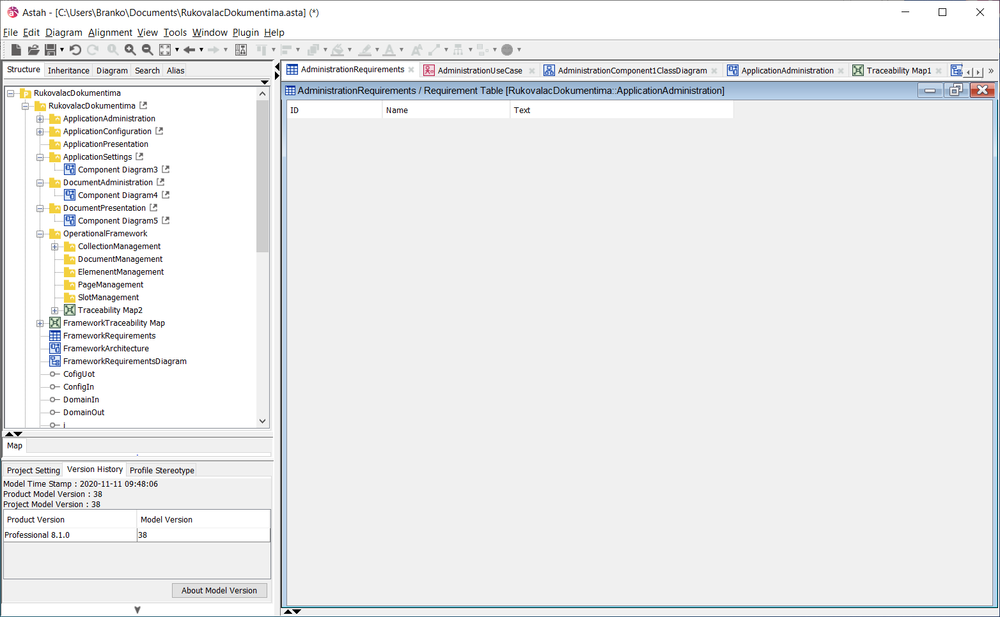 Astah - [C:\Users\Branko\Documents\RukovalacDokumentima.asta] (*)
File Edit Diagram Alignment View Tools Window Plugin Help
Structure Inheritance Diagram Search Alias
RukovalacDokumentima
RukovalacDokumentima
ApplicationAdministration
ApplicationConfiguration
ApplicationPresentation
ApplicationSettings
Component Diagram3
DocumentAdministration
Component Diagram4
DocumentPresentation
Component Diagram5
OperationalFramework
CollectionManagement
DocumentManagement
ElemenentManagement
PageManagement
SlotManagement
Traceability Map2
FrameworkTraceability Map
FrameworkRequirements
FrameworkArchitecture
FrameworkRequirementsDiagram
CofigUot
ConfigIn
DomainIn
DomainOut
i
Map
Project Setting Version History Profile Stereotype
Model Time Stamp : 2020-11-11 09:48:06
Product Model Version : 38
Project Model Version : 38
Product Version Model Version
Professional 8.1.0 38
About Model Version
AdministrationRequirements AdministrationUseCase AdministrationComponent1ClassDiagram ApplicationAdministration Traceability Map1 »
AdministrationRequirements / Requirement Table [RukovalacDokumentima::ApplicationAdministration]
ID Name Text